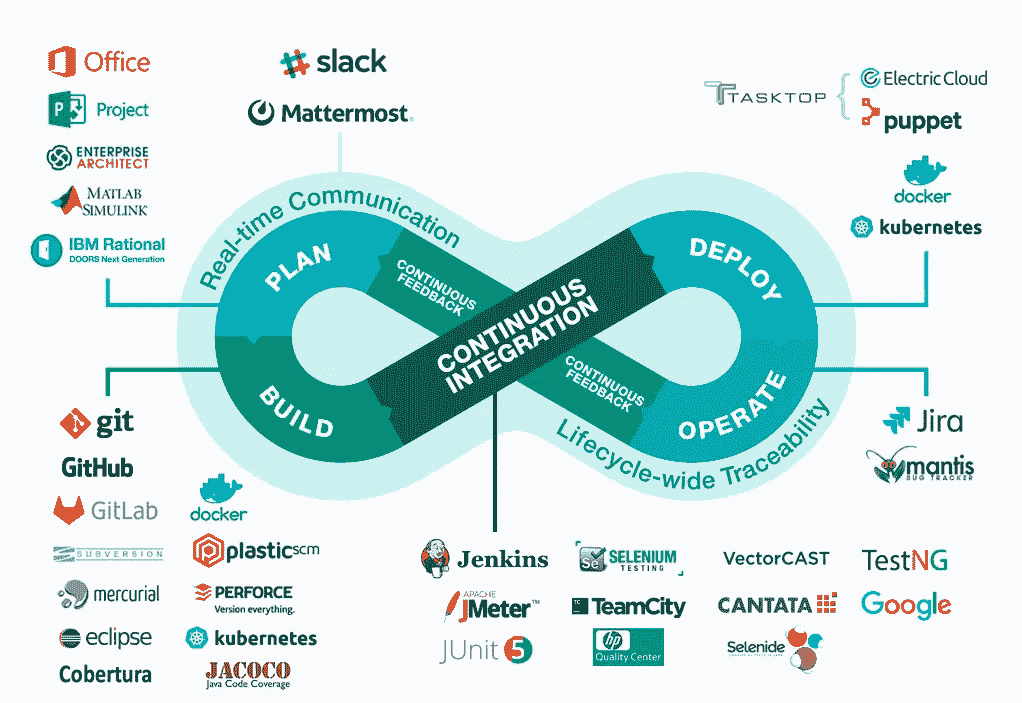 Office
Project
ENTERPRISE
ARCHITECT
MATLAB
SIMULINK
IBM Rational
DOORS Next Generation
slack
Mattermost
TASKTOP
Electric Cloud
puppet
docker
kubernetes
Real-time Communication
PLAN
CONTINUOUS
FEEDBACK
CONTINUOUS
INTEGRATION
DEPLOY
BUILD
CONTINUOUS
FEEDBACK
OPERATE
Lifecycle-wide Traceability
git
GitHub
GitLab
SUBVERSION
mercurial
eclipse
Cobertura
docker
plasticscm
PERFORCE
Version everything.
kubernetes
JACOCO
Java Code Coverage
Jenkins
APACHE
JMeter™
JUnit 5
Se
SELENIUM
TESTING
TC
TeamCity
hp
Quality Center
VectorCAST
CANTATA
Selenide
TestNG
Google
Jira
mantis
BUG TRACKER